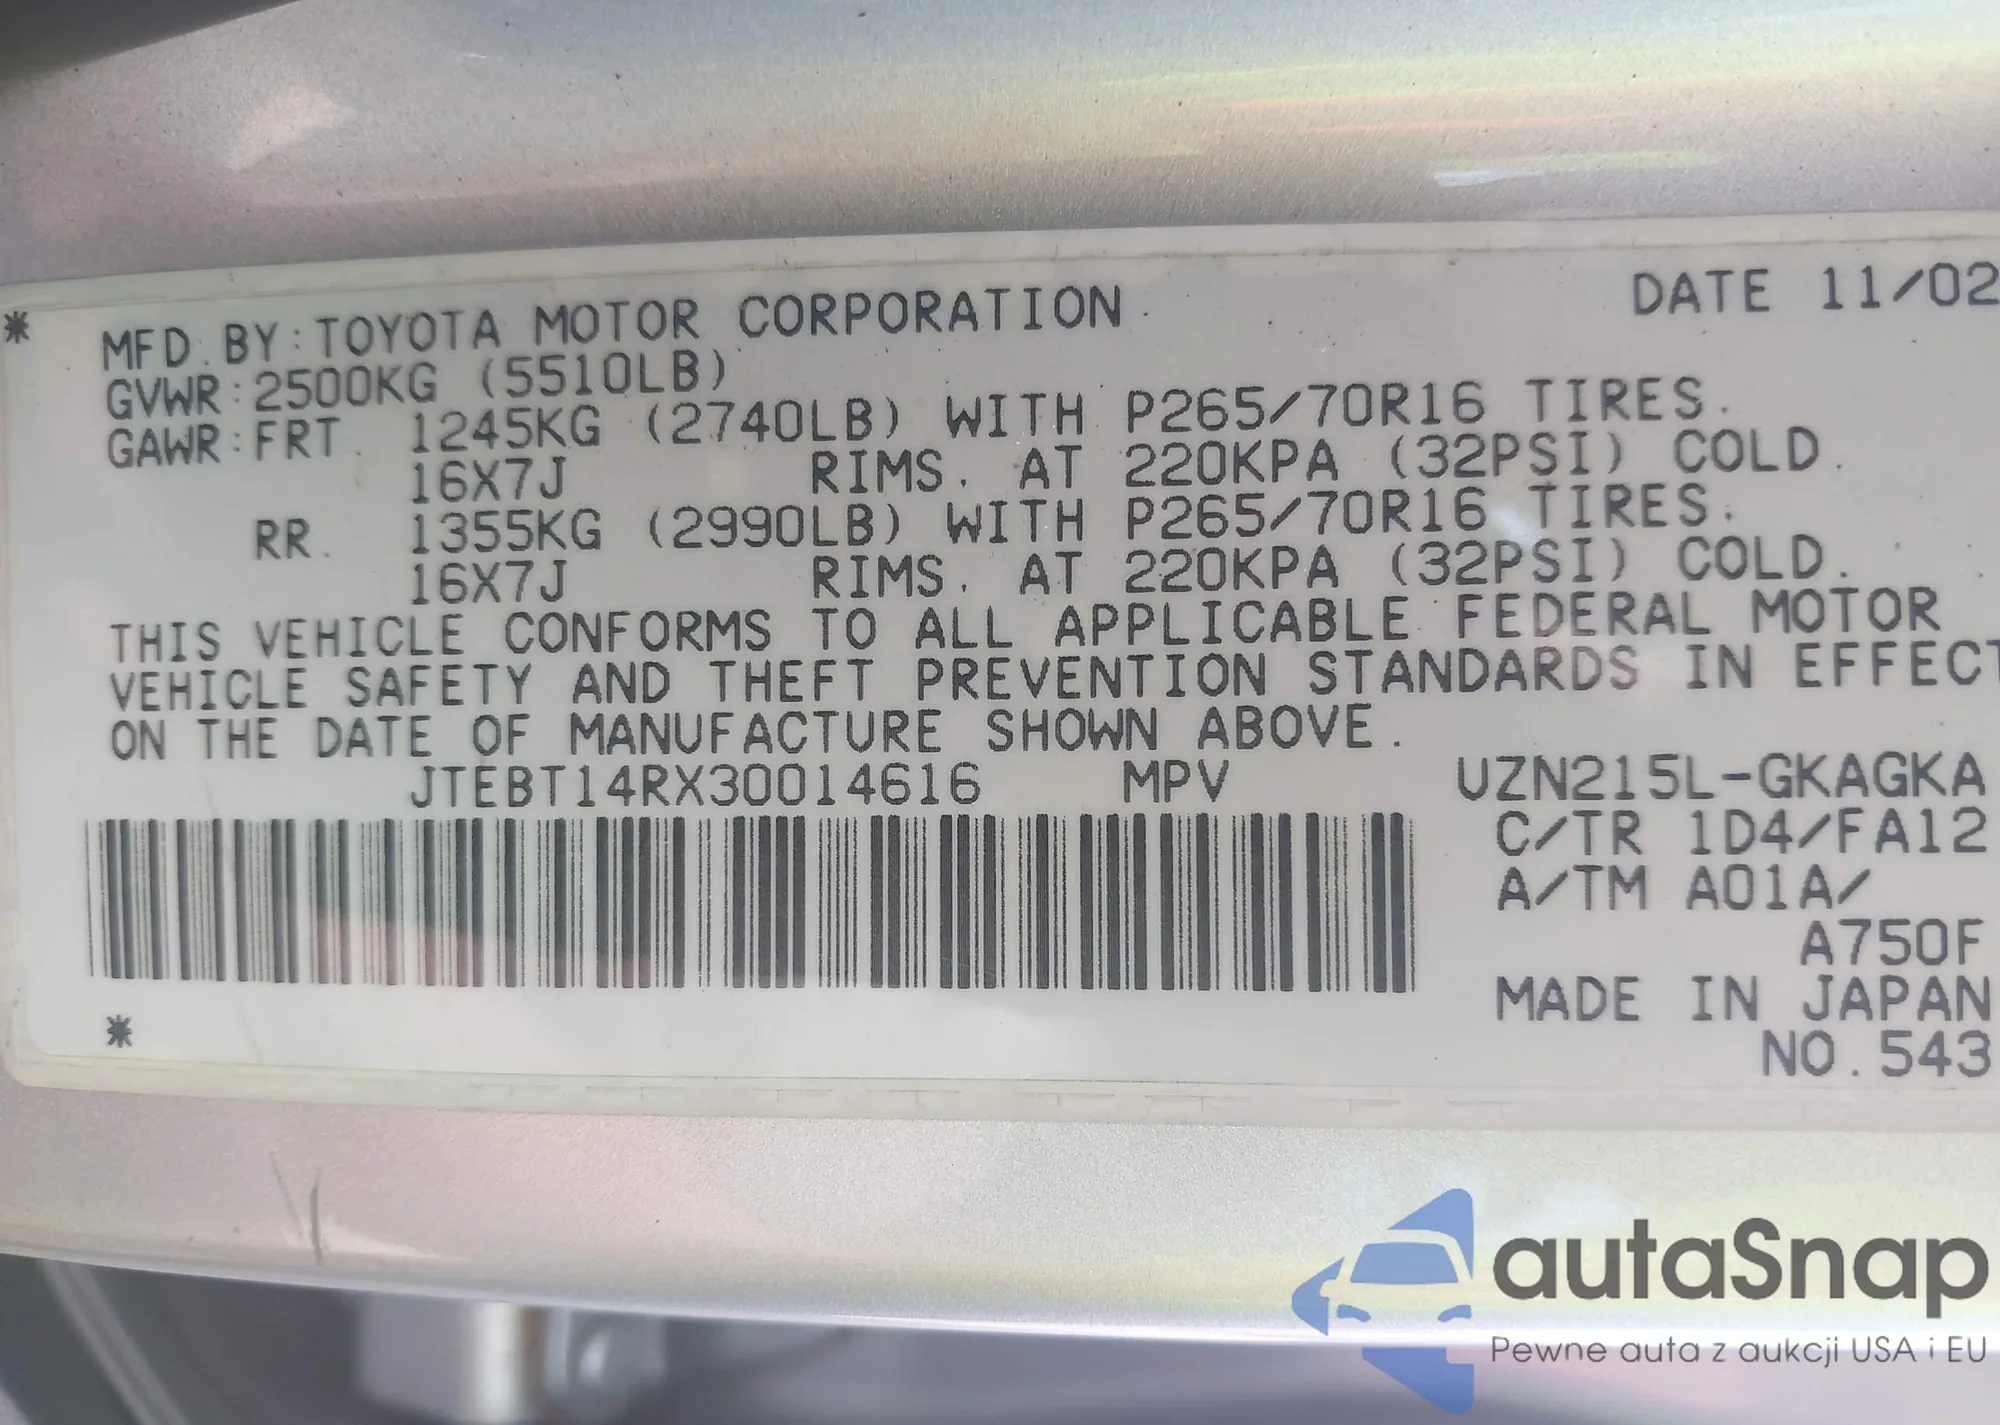 * MFD. BY: TOYOTA MOTOR CORPORATION DATE 11/02
GVWR: 2500KG (5510LB)
GAWR: FRT. 1245KG (2740LB) WITH P265/70R16 TIRES.
16X7J RIMS. AT 220KPA (32PSI) COLD.
RR. 1355KG (2990LB) WITH P265/70R16 TIRES.
16X7J RIMS. AT 220KPA (32PSI) COLD.
THIS VEHICLE CONFORMS TO ALL APPLICABLE FEDERAL MOTOR
VEHICLE SAFETY AND THEFT PREVENTION STANDARDS IN EFFECT
ON THE DATE OF MANUFACTURE SHOWN ABOVE.
JTEBT14RX30014616 MPV UZN215L-GKAGKA
C/TR 1D4/FA12
A/TM A01A/
A750F
MADE IN JAPAN
* NO. 543
autaSnap
Pewne auta z aukcji USA i EU